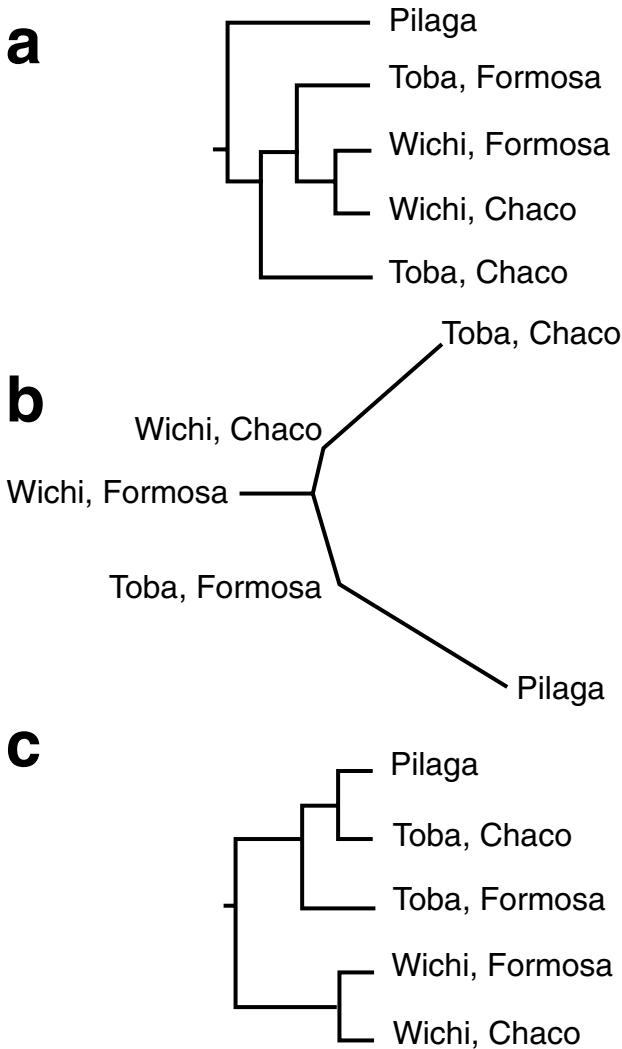 a
Pilaga
Toba, Formosa
Wichi, Formosa
Wichi, Chaco
Toba, Chaco
b
Toba, Chaco
Wichi, Chaco
Wichi, Formosa
Toba, Formosa
Pilaga
c
Pilaga
Toba, Chaco
Toba, Formosa
Wichi, Formosa
Wichi, Chaco